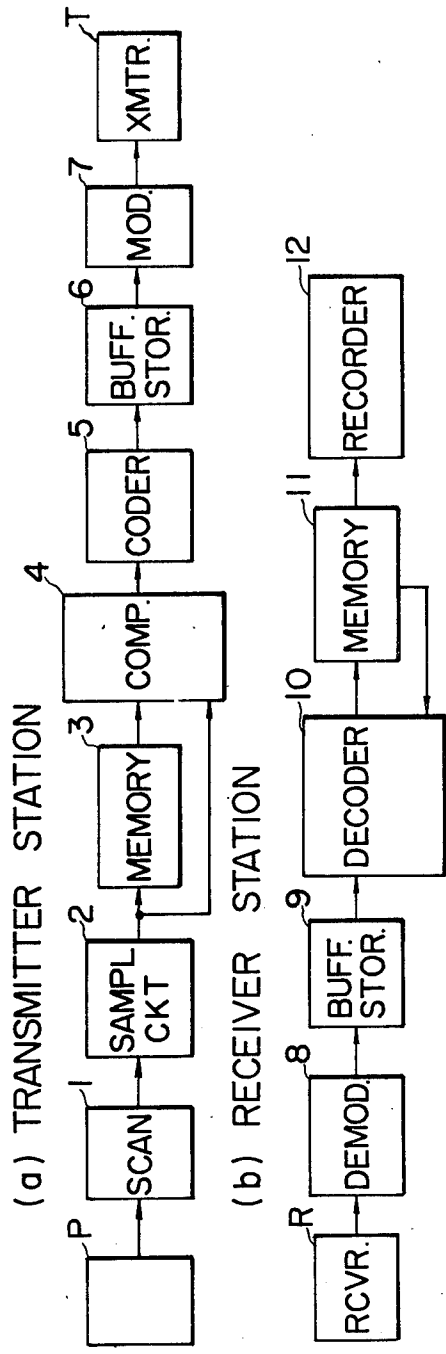 (a) TRANSMITTER STATION
P
1
SCAN
2
SAMPL
CKT
3
MEMORY
4
COMP.
5
CODER
6
BUFF.
STOR.
7
MOD.
T
XMTR.
(b) RECEIVER STATION
R
RCVR.
8
DEMOD.
9
BUFF.
STOR.
10
DECODER
11
MEMORY
12
RECORDER